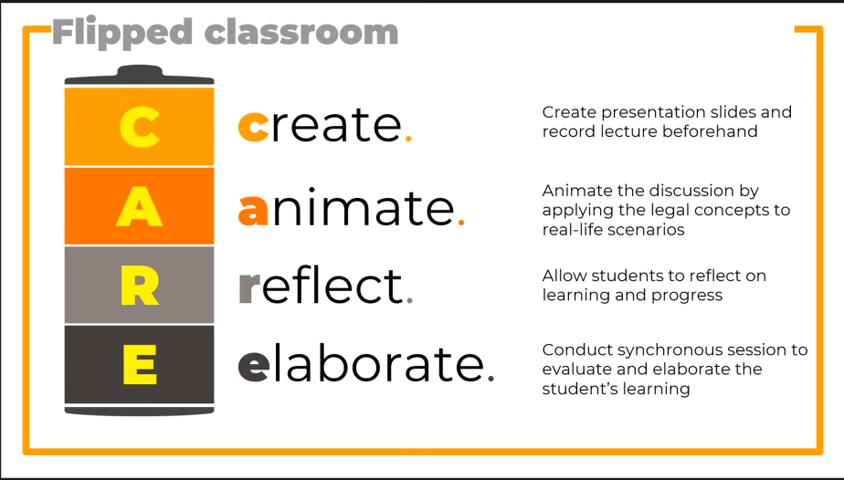 Flipped classroom
C
create.
Create presentation slides and
record lecture beforehand
A
animate.
Animate the discussion by
applying the legal concepts to
real-life scenarios
R
reflect.
Allow students to reflect on
learning and progress
E
elaborate.
Conduct synchronous session to
evaluate and elaborate the
student's learning